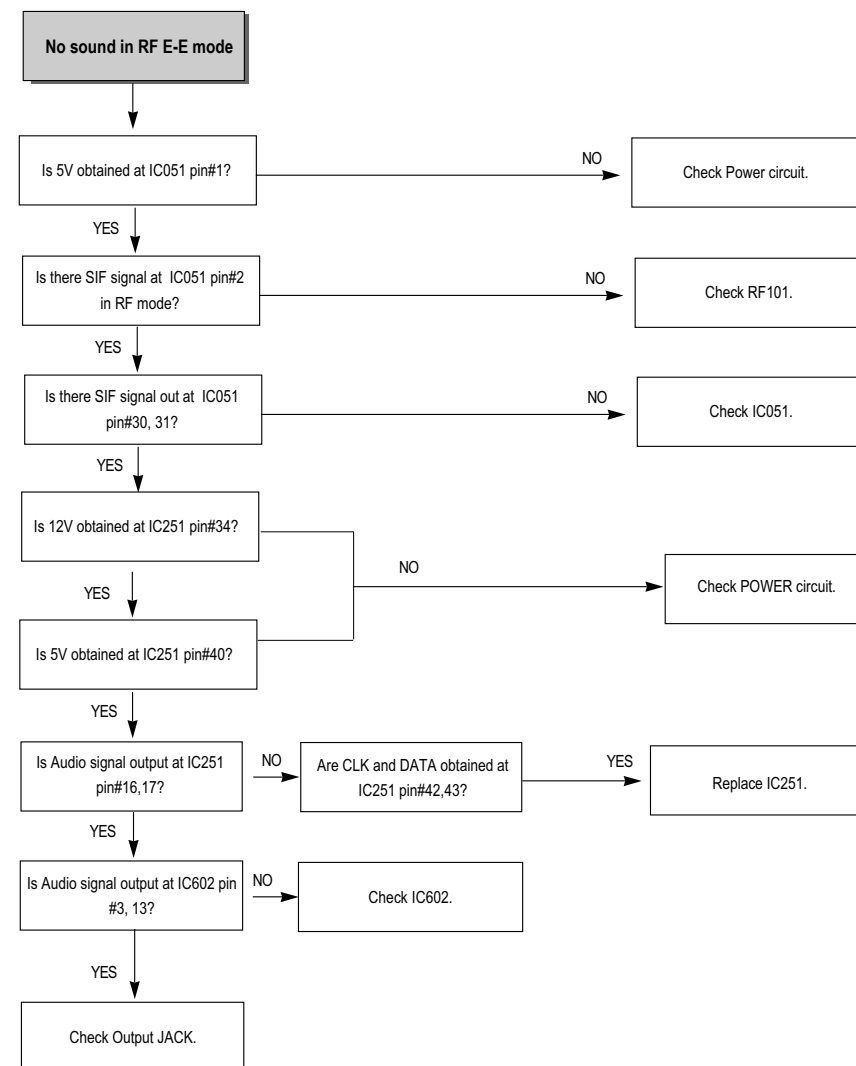 No sound in RF E-E mode
Is 5V obtained at IC051 pin#1?
NO
Check Power circuit.
YES
Is there SIF signal at IC051 pin#2
in RF mode?
NO
Check RF101.
YES
Is there SIF signal out at IC051
pin#30, 31?
NO
Check IC051.
YES
Is 12V obtained at IC251 pin#34?
NO
Check POWER circuit.
YES
Is 5V obtained at IC251 pin#40?
YES
Is Audio signal output at IC251
pin#16,17?
NO
Are CLK and DATA obtained at
IC251 pin#42,43?
YES
Replace IC251.
YES
Is Audio signal output at IC602 pin
#3, 13?
NO
Check IC602.
YES
Check Output JACK.